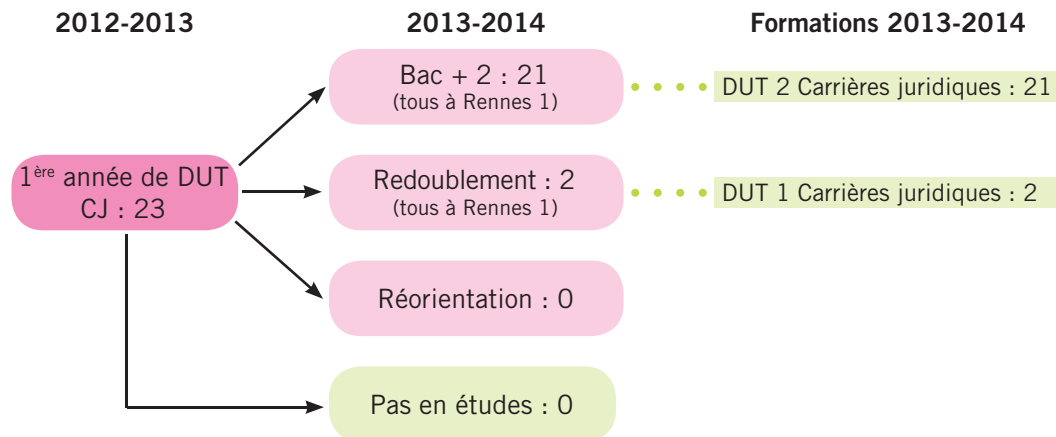 2012-2013
2013-2014
Formations 2013-2014
Bac + 2 : 21
(tous à Rennes 1)
DUT 2 Carrières juridiques : 21
1ère année de DUT
CJ : 23
Redoublement : 2
(tous à Rennes 1)
DUT 1 Carrières juridiques : 2
Réorientation : 0
Pas en études : 0